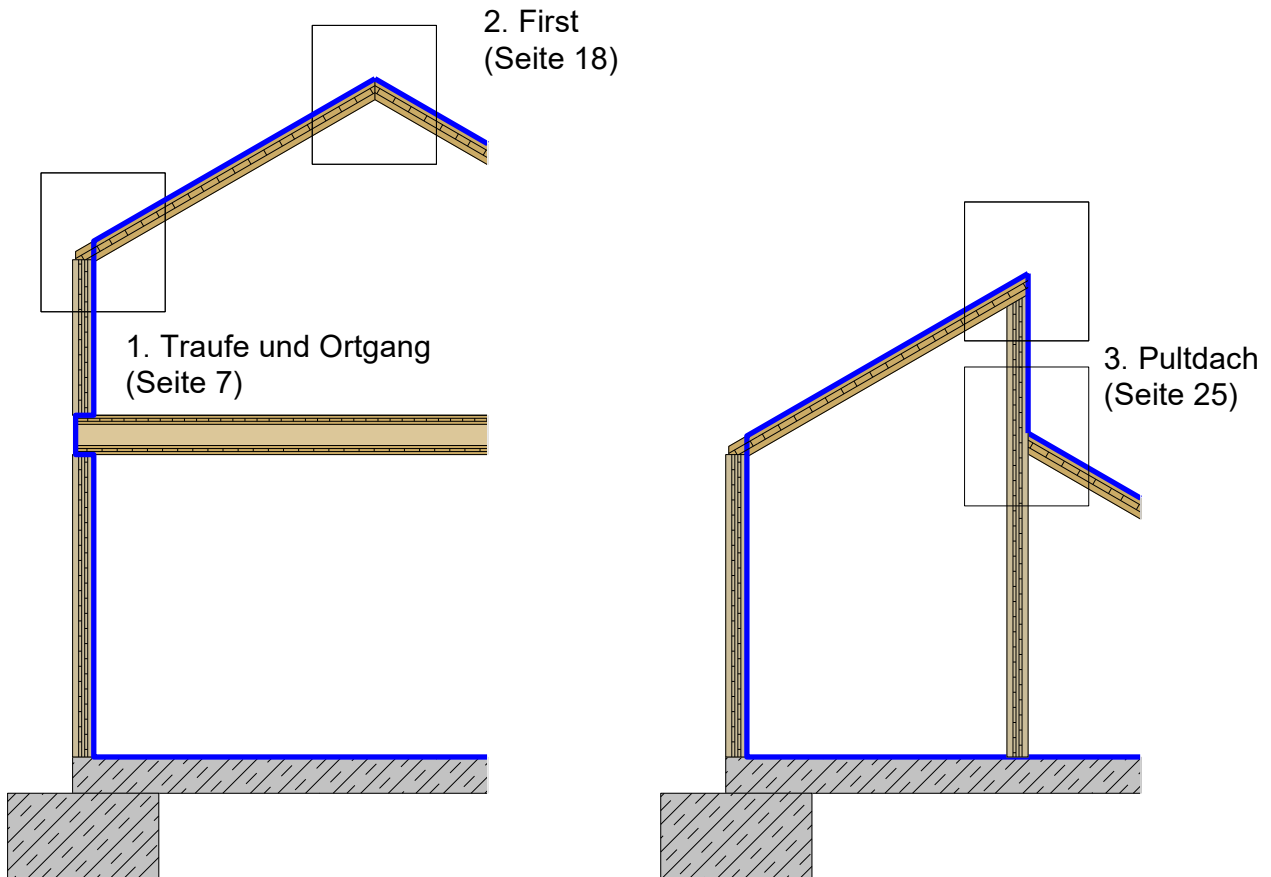 2. First
(Seite 18)
1. Traufe und Ortgang
(Seite 7)
3. Pultdach
(Seite 25)